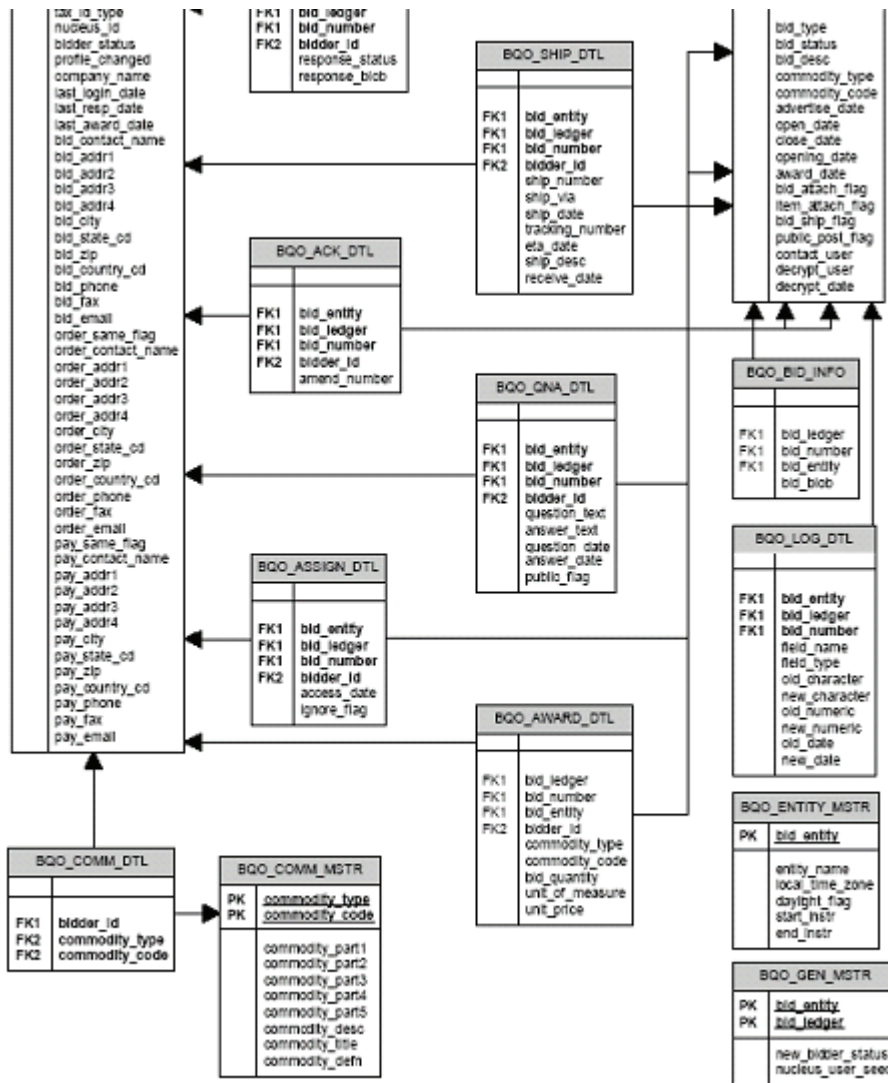 tax_id_type
nucleus_id
bidder_status
profile_changed
company_name
last_login_date
last_resp_date
last_award_date
bid_contact_name
bid_addr1
bid_addr2
bid_addr3
bid_addr4
bid_city
bid_state_cd
bid_zip
bid_country_cd
bid_phone
bid_fax
bid_email
order_same_flag
order_contact_name
order_addr1
order_addr2
order_addr3
order_addr4
order_city
order_state_cd
order_zip
order_country_cd
order_phone
order_fax
order_email
pay_same_flag
pay_contact_name
pay_addr1
pay_addr2
pay_addr3
pay_addr4
pay_city
pay_state_cd
pay_zip
pay_country_cd
pay_phone
pay_fax
pay_email
FK1 bid_ledger
FK1 bid_number
FK2 bidder_id
response_status
response_blob
BQO_SHIP_DTL
FK1 bid_entity
FK1 bid_ledger
FK1 bid_number
FK2 bidder_id
ship_number
ship_via
ship_date
tracking_number
eta_date
ship_desc
receive_date
bid_type
bid_status
bid_desc
commodity_type
commodity_code
advertise_date
open_date
close_date
opening_date
award_date
bid_attach_flag
item_attach_flag
bid_ship_flag
public_post_flag
contact_user
decrypt_user
decrypt_date
BQO_ACK_DTL
FK1 bid_entity
FK1 bid_ledger
FK1 bid_number
FK2 bidder_id
amend_number
BQO_QNA_DTL
FK1 bid_entity
FK1 bid_ledger
FK1 bid_number
FK2 bidder_id
question_text
answer_text
question_date
answer_date
public_flag
BQO_BID_INFO
FK1 bid_ledger
FK1 bid_number
FK1 bid_entity
bid_blob
BQO_ASSIGN_DTL
FK1 bid_entity
FK1 bid_ledger
FK1 bid_number
FK2 bidder_id
access_date
ignore_flag
BQO_LOG_DTL
FK1 bid_entity
FK1 bid_ledger
FK1 bid_number
field_name
field_type
old_character
new_character
old_numeric
new_numeric
old_date
new_date
BQO_AWARD_DTL
FK1 bid_ledger
FK1 bid_number
FK1 bid_entity
FK2 bidder_id
commodity_type
commodity_code
bid_quantity
unit_of_measure
unit_price
BQO_ENTITY_MSTR
PK bid_entity
entity_name
local_time_zone
daylight_flag
start_instr
end_instr
BQO_COMM_DTL
FK1 bidder_id
FK2 commodity_type
FK2 commodity_code
BQO_COMM_MSTR
PK commodity_type
PK commodity_code
commodity_part1
commodity_part2
commodity_part3
commodity_part4
commodity_part5
commodity_desc
commodity_title
commodity_defn
BQO_GEN_MSTR
PK bid_entity
PK bid_ledger
new_bidder_status
nucleus_user_seed